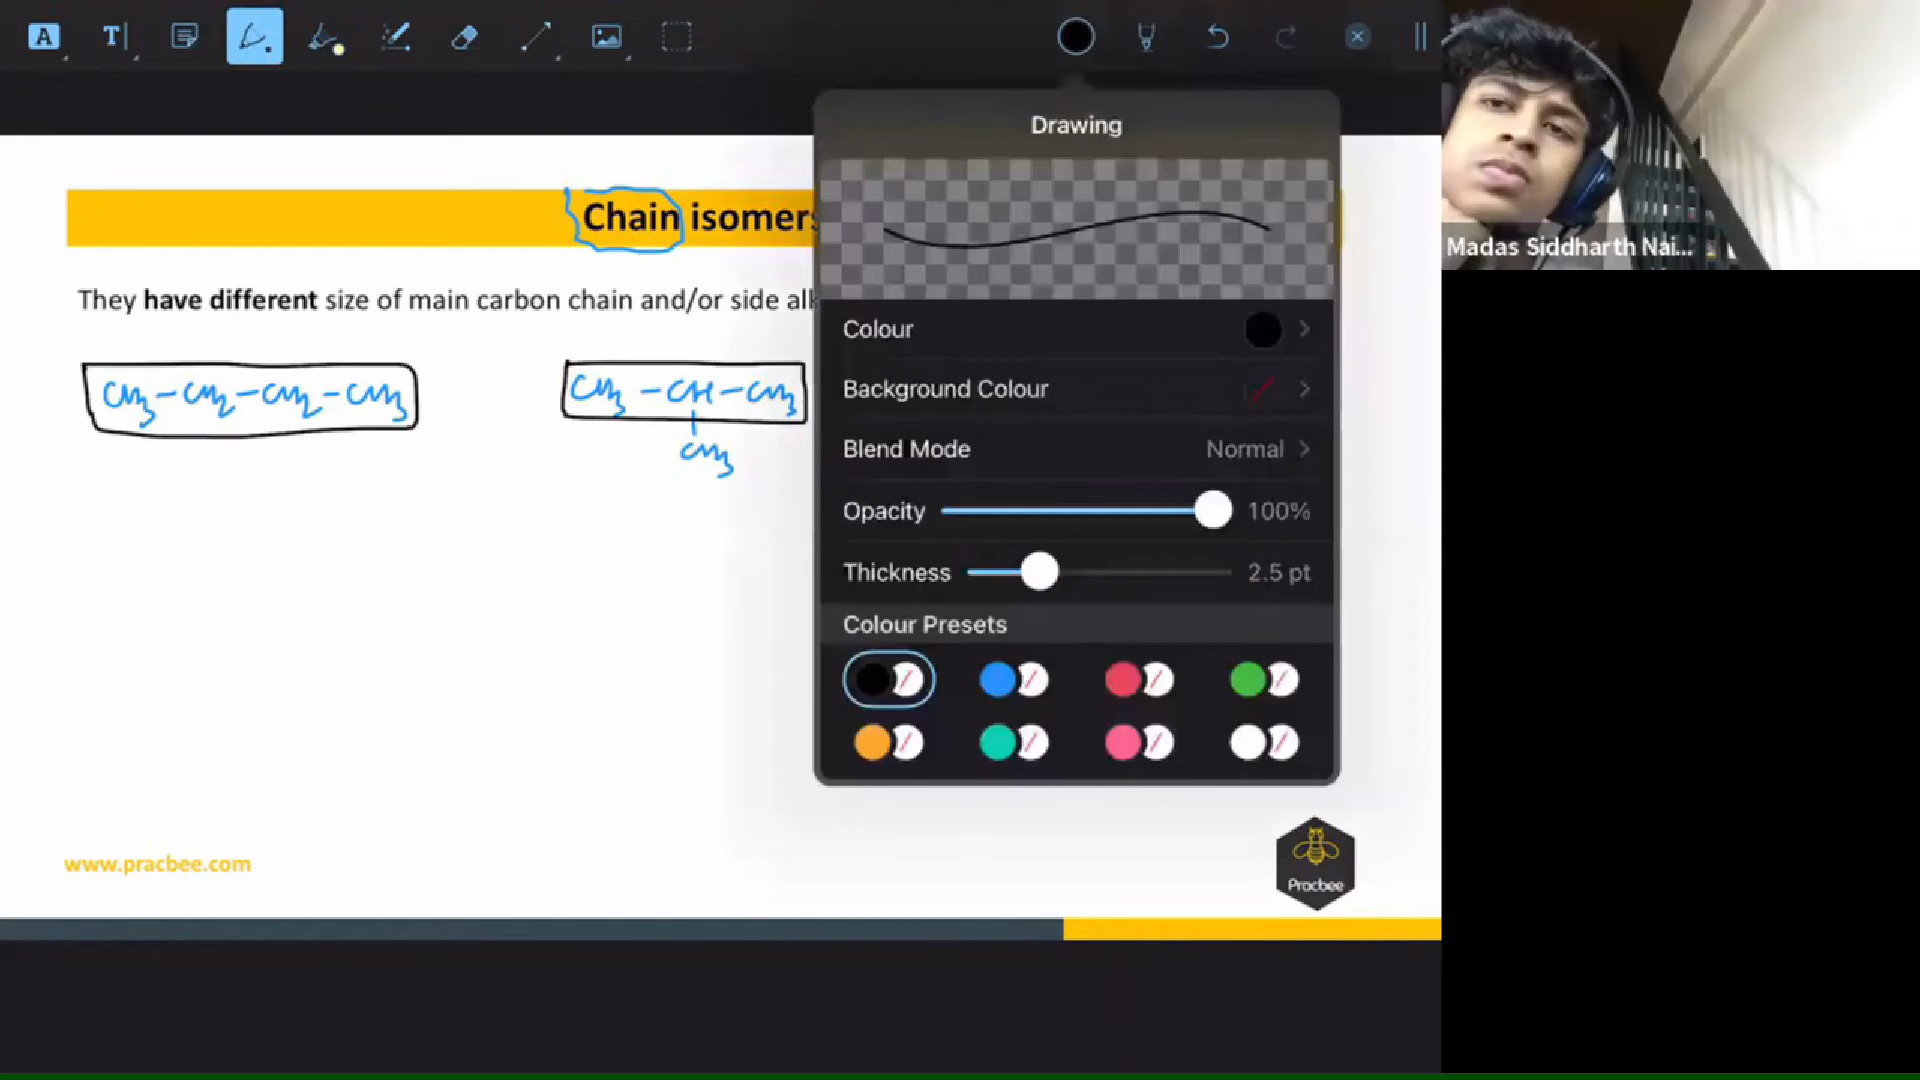 A T
Drawing
Chain isomers
Madas Siddharth Nai...
They have different size of main carbon chain and/or side alk
Colour
CH3-CH2-CH2-CH3
CH3-CH-CH3
CH3
Background Colour
Blend Mode Normal
Opacity 100%
Thickness 2.5 pt
Colour Presets
www.pracbee.com
Pracbee